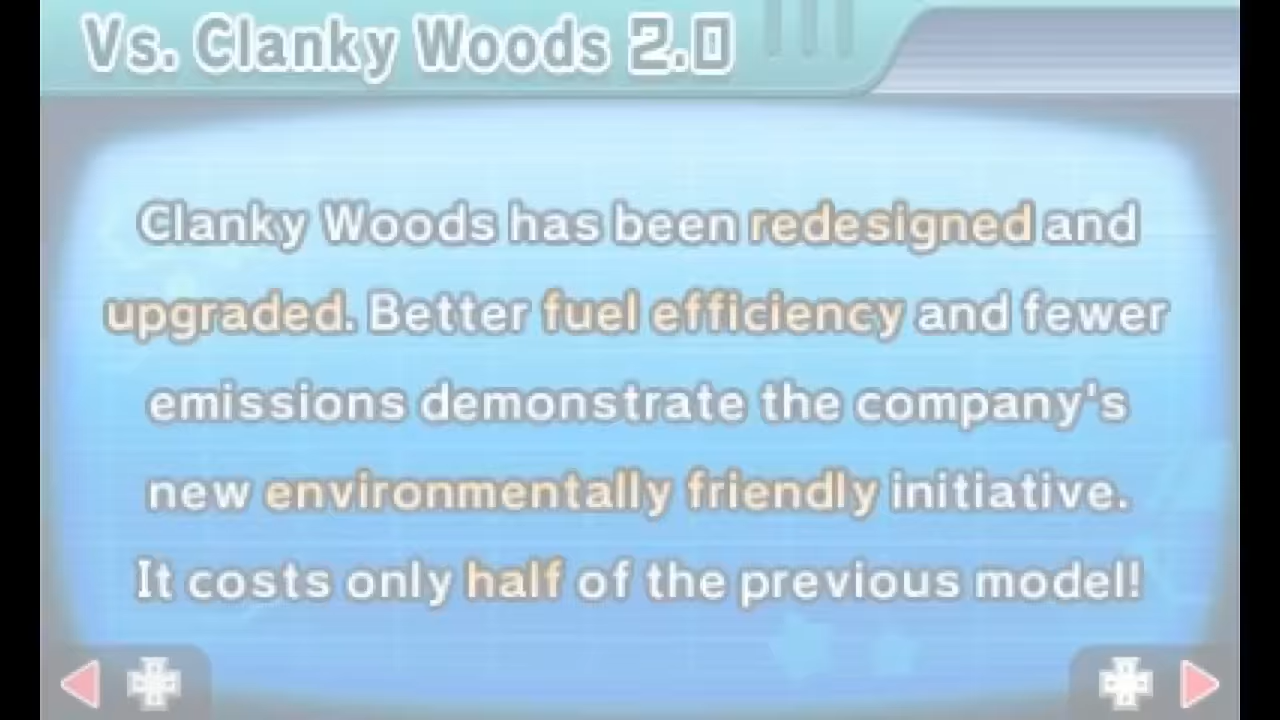 Vs. Clanky Woods 2.0
Clanky Woods has been redesigned and
upgraded. Better fuel efficiency and fewer
emissions demonstrate the company's
new environmentally friendly initiative.
It costs only half of the previous model!